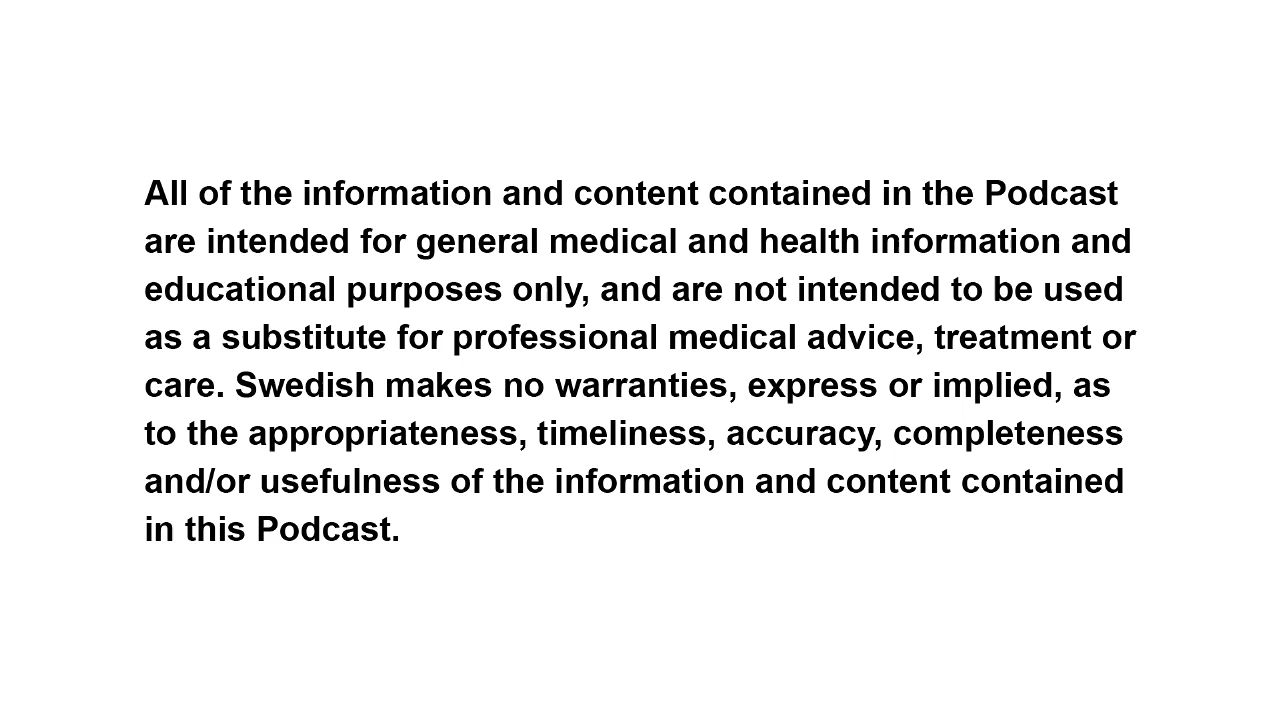 All of the information and content contained in the Podcast
are intended for general medical and health information and
educational purposes only, and are not intended to be used
as a substitute for professional medical advice, treatment or
care. Swedish makes no warranties, express or implied, as
to the appropriateness, timeliness, accuracy, completeness
and/or usefulness of the information and content contained
in this Podcast.